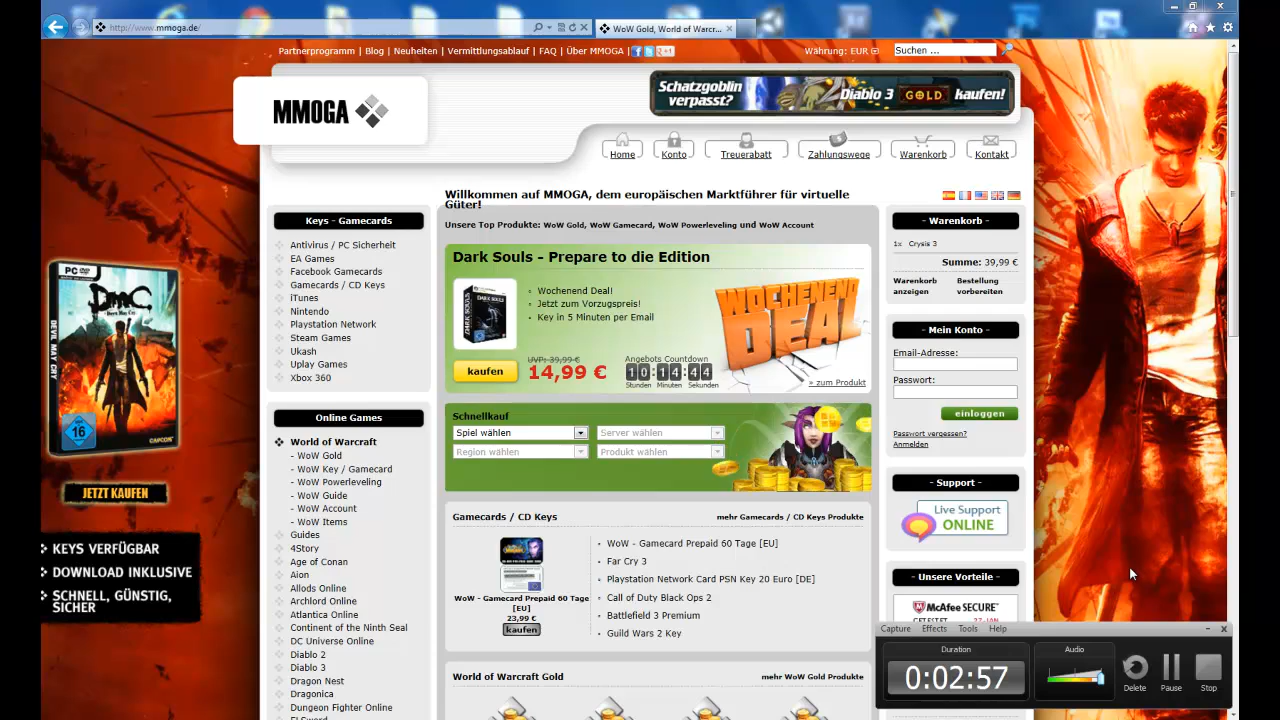 http://www.mmoga.de/
WoW Gold, World of Warcr...
Partnerprogramm | Blog | Neuheiten | Vermittlungsablauf | FAQ | Über MMOGA |
+1
Währung: EUR
Suchen ...
MMOGA
Schatzgoblin verpasst?
Diablo 3 GOLD kaufen!
Home
Konto
Treuerabatt
Zahlungswege
Warenkorb
Kontakt
Willkommen auf MMOGA, dem europäischen Marktführer für virtuelle
Güter!
Unsere Top Produkte: WoW Gold, WoW Gamecard, WoW Powerleveling und WoW Account
Keys - Gamecards
Antivirus / PC Sicherheit
EA Games
Facebook Gamecards
Gamecards / CD Keys
iTunes
Nintendo
Playstation Network
Steam Games
Ukash
Uplay Games
Xbox 360
Online Games
World of Warcraft
- WoW Gold
- WoW Key / Gamecard
- WoW Powerleveling
- WoW Guide
- WoW Account
- WoW Items
Guides
4Story
Age of Conan
Aion
Allods Online
Archlord Online
Atlantica Online
Continent of the Ninth Seal
DC Universe Online
Diablo 2
Diablo 3
Dragon Nest
Dragonica
Dungeon Fighter Online
Dark Souls - Prepare to die Edition
DARK SOULS
Wochenend Deal!
Jetzt zum Vorzugspreis!
Key in 5 Minuten per Email
WOCHENEND
DEAL
kaufen
UVP: 39,99 €
14,99 €
Angebots Countdown
10:14:44
Stunden Minuten Sekunden
» zum Produkt
Schnellkauf
Spiel wählen
Server wählen
Region wählen
Produkt wählen
Gamecards / CD Keys
mehr Gamecards / CD Keys Produkte
WoW - Gamecard Prepaid 60 Tage
[EU]
23,99 €
kaufen
WoW - Gamecard Prepaid 60 Tage [EU]
Far Cry 3
Playstation Network Card PSN Key 20 Euro [DE]
Call of Duty Black Ops 2
Battlefield 3 Premium
Guild Wars 2 Key
World of Warcraft Gold
mehr WoW Gold Produkte
- Warenkorb -
1x Crysis 3
Summe: 39,99 €
Warenkorb anzeigen
Bestellung vorbereiten
- Mein Konto -
Email-Adresse:
Passwort:
einloggen
Passwort vergessen?
Anmelden
- Support -
Live Support
ONLINE
- Unsere Vorteile -
McAfee SECURE™
PC DVD
DmC
Devil May Cry
DEVIL MAY CRY
16
CAPCOM
JETZT KAUFEN
KEYS VERFÜGBAR
DOWNLOAD INKLUSIVE
SCHNELL, GÜNSTIG,
SICHER
Capture Effects Tools Help
Duration
0:02:57
Audio
Delete
Pause
Stop